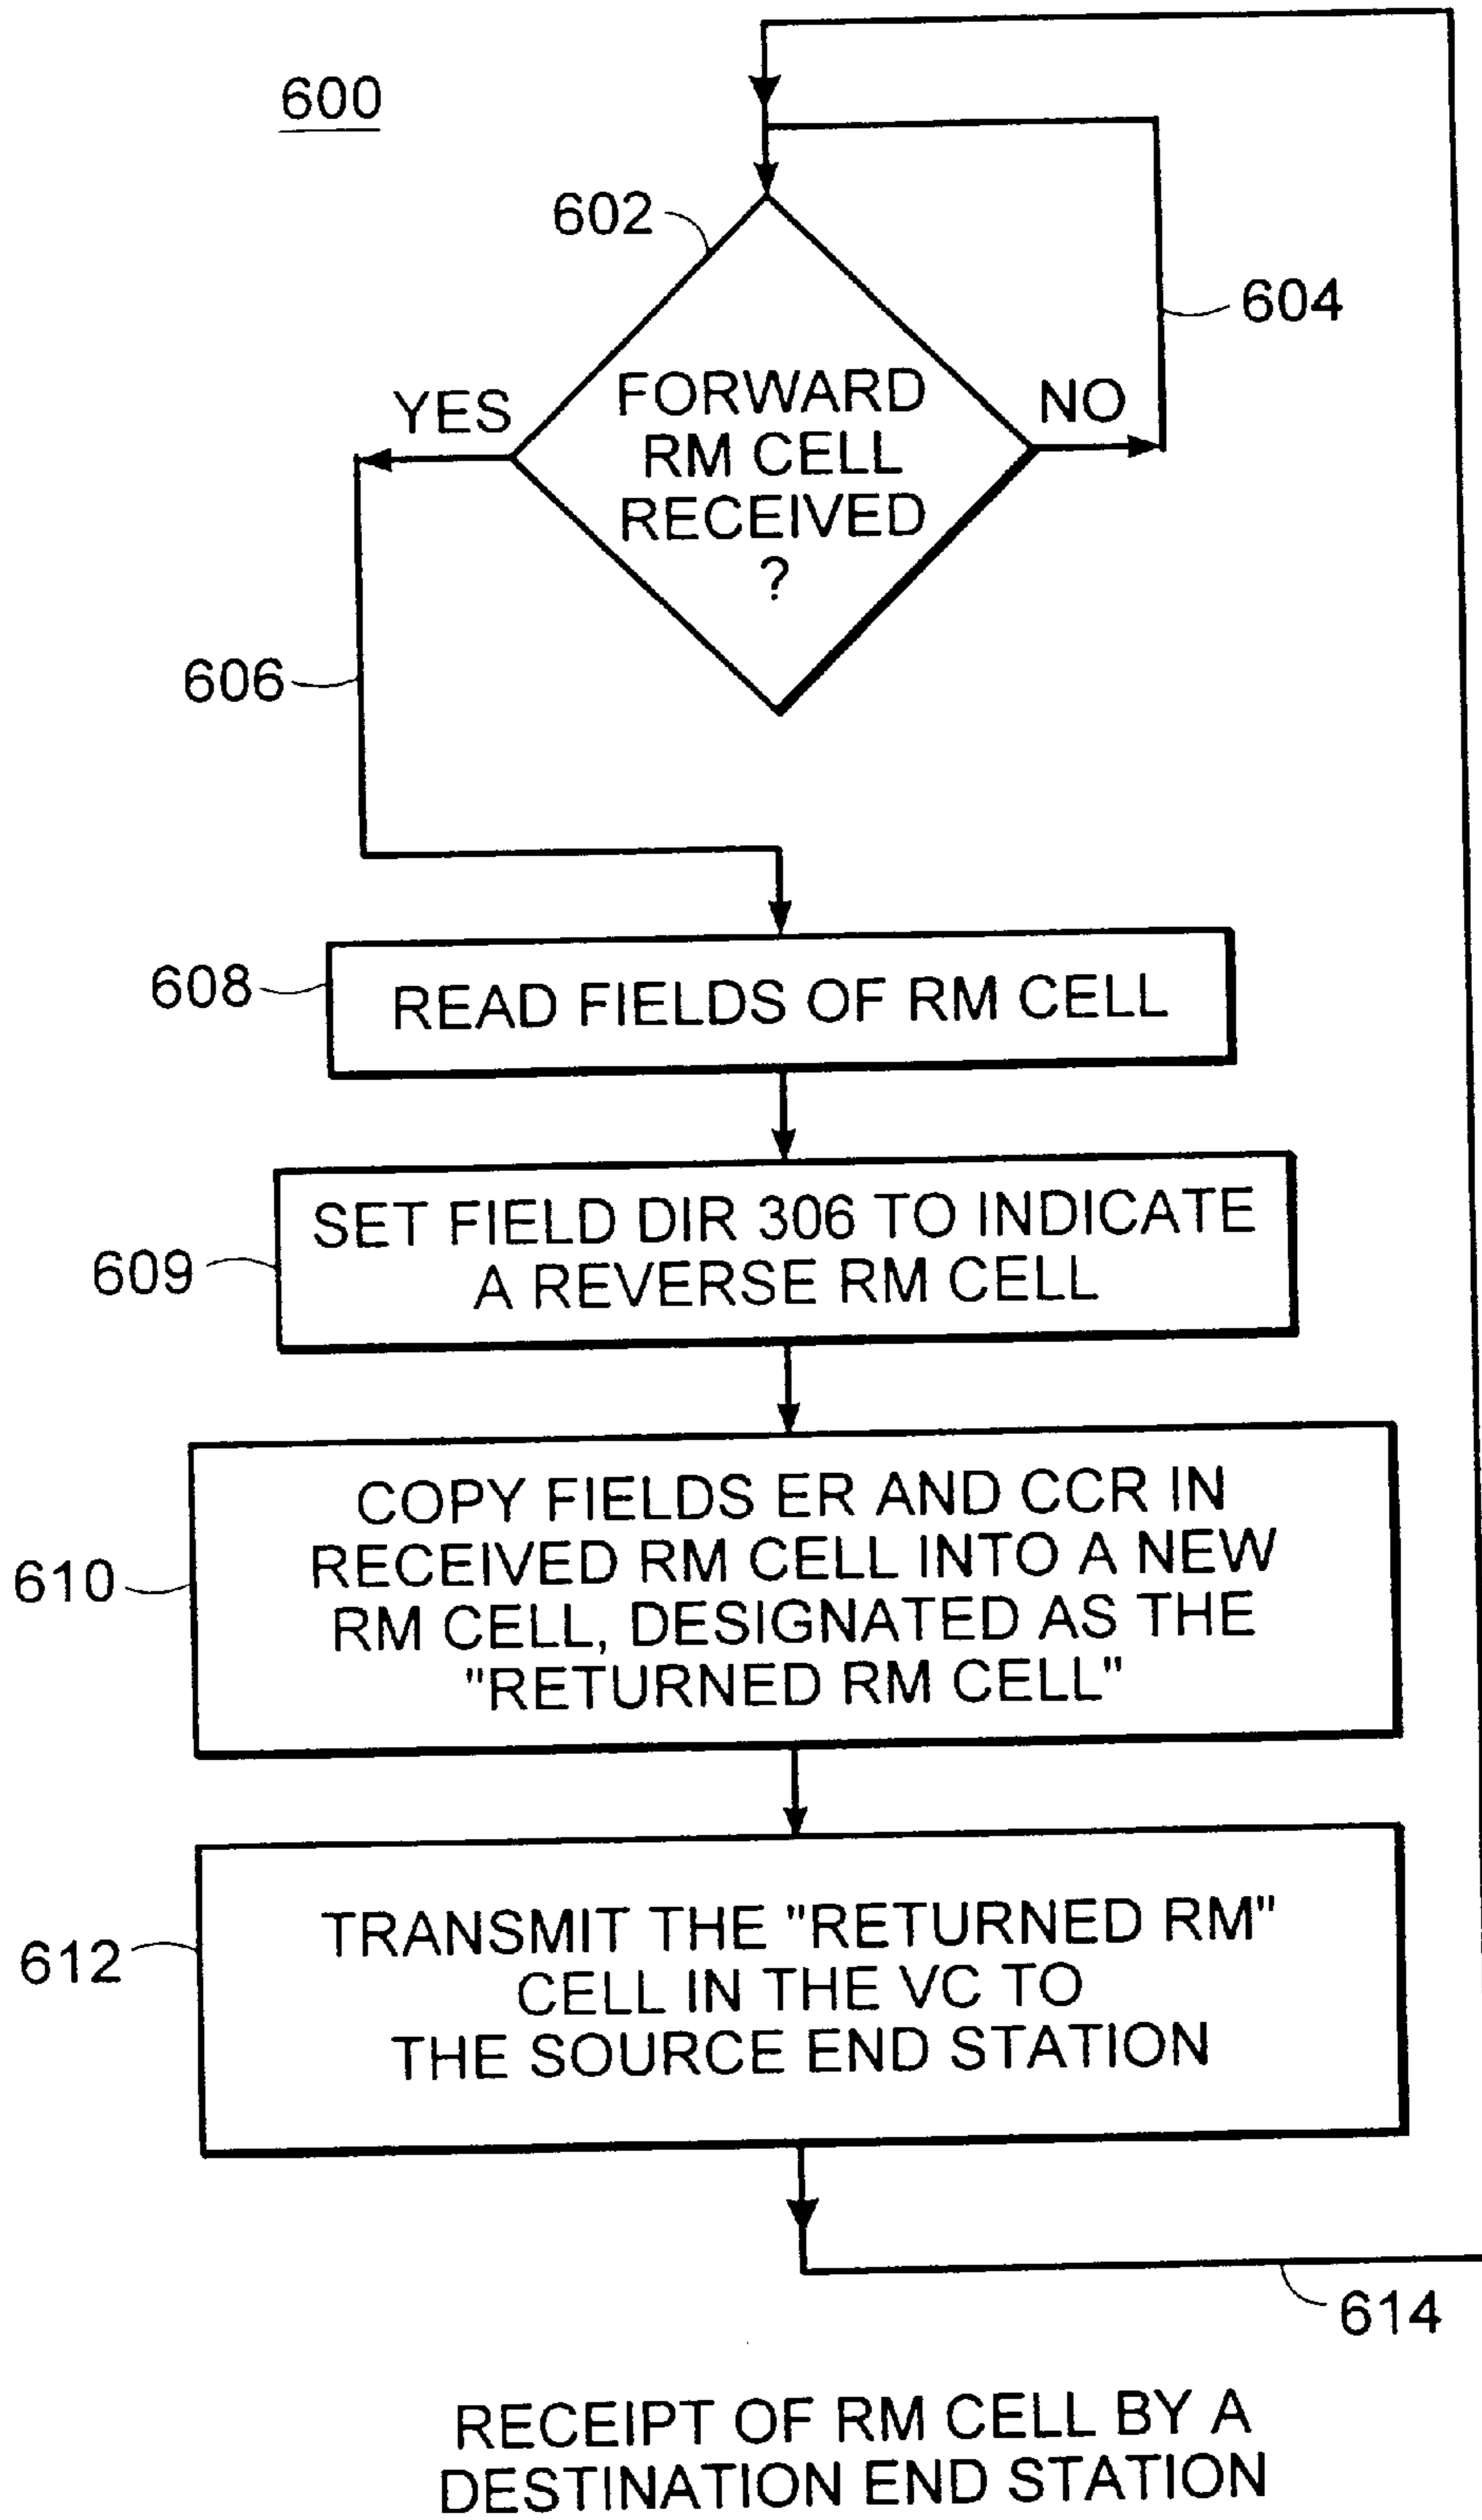 600
602
604
FORWARD
RM CELL
RECEIVED
?
YES
NO
606
608
READ FIELDS OF RM CELL
609
SET FIELD DIR 306 TO INDICATE
A REVERSE RM CELL
610
COPY FIELDS ER AND CCR IN
RECEIVED RM CELL INTO A NEW
RM CELL, DESIGNATED AS THE
"RETURNED RM CELL"
612
TRANSMIT THE "RETURNED RM"
CELL IN THE VC TO
THE SOURCE END STATION
614
RECEIPT OF RM CELL BY A
DESTINATION END STATION